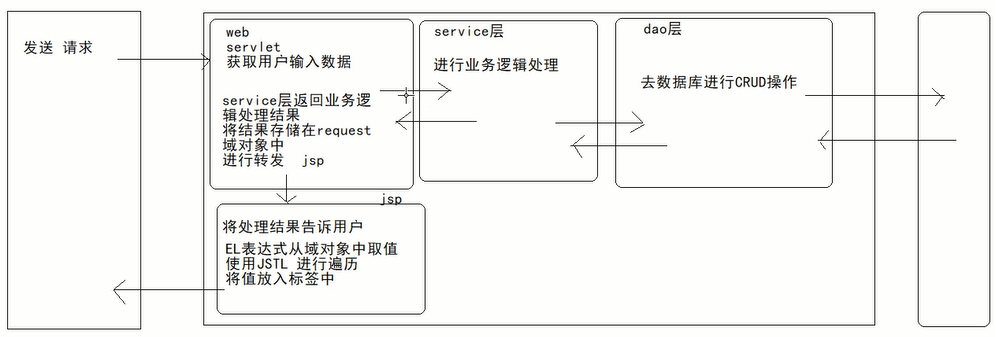 发送 请求
web
servlet
获取用户输入数据
service层返回业务逻
辑处理结果
将结果存储在request
域对象中
进行转发 jsp
service层
进行业务逻辑处理
dao层
去数据库进行CRUD操作
jsp
将处理结果告诉用户
EL表达式从域对象中取值
使用JSTL 进行遍历
将值放入标签中